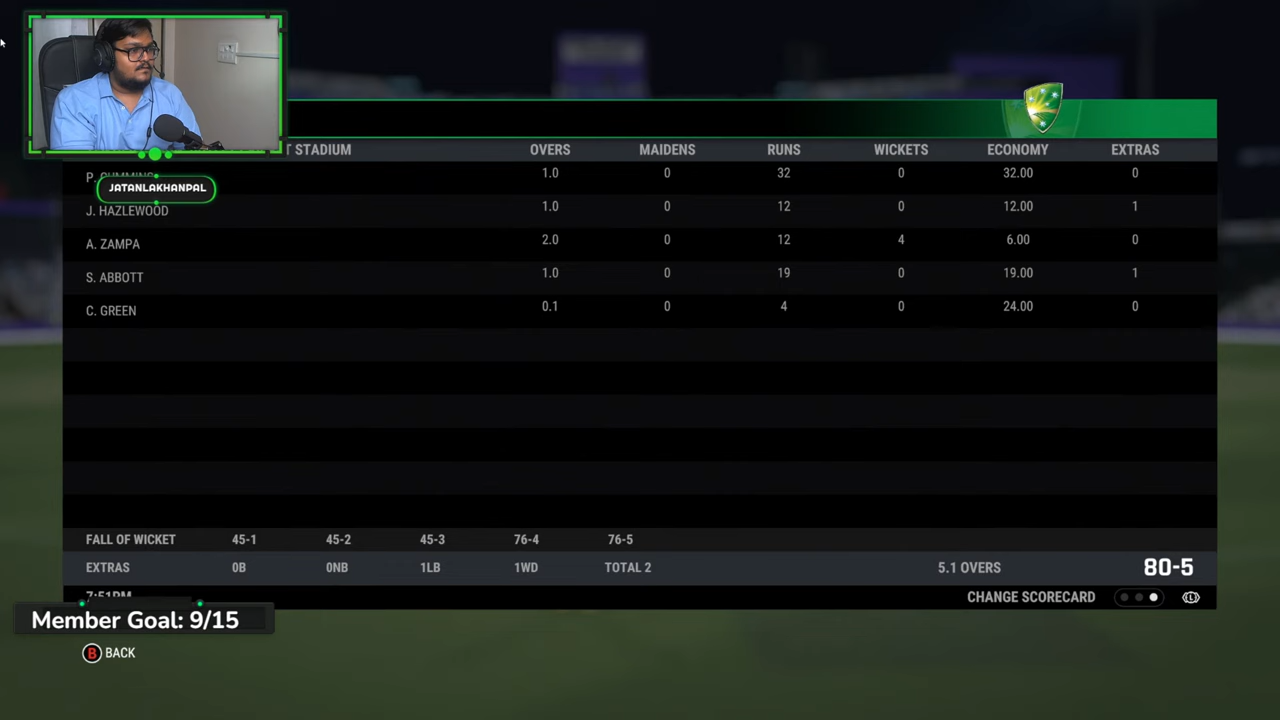 T STADIUM OVERS MAIDENS RUNS WICKETS ECONOMY EXTRAS
P. CUMMINS 1.0 0 32 0 32.00 0
JATANLAKHANPAL
J. HAZLEWOOD 1.0 0 12 0 12.00 1
A. ZAMPA 2.0 0 12 4 6.00 0
S. ABBOTT 1.0 0 19 0 19.00 1
C. GREEN 0.1 0 4 0 24.00 0
FALL OF WICKET 45-1 45-2 45-3 76-4 76-5
EXTRAS 0B 0NB 1LB 1WD TOTAL 2 5.1 OVERS 80-5
7:51PM CHANGE SCORECARD L
Member Goal: 9/15
B BACK